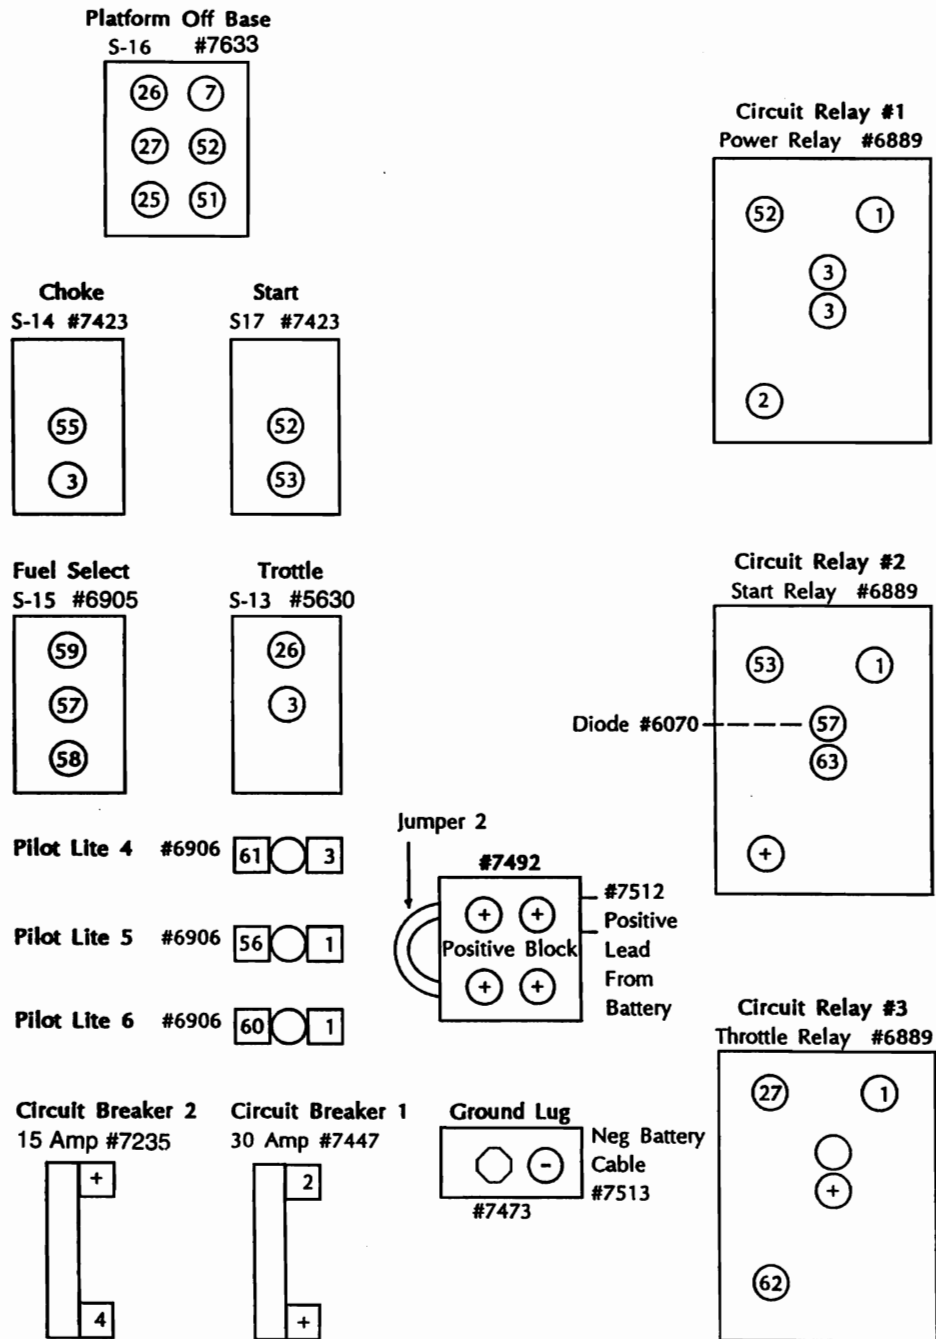 Platform Off Base
S-16 #7633
26 7
27 52
25 51
Circuit Relay #1
Power Relay #6889
52 1
3
3
2
Choke
S-14 #7423
55
3
Start
S17 #7423
52
53
Fuel Select
S-15 #6905
59
57
58
Trottle
S-13 #5630
26
3
Circuit Relay #2
Start Relay #6889
53 1
Diode #6070
57
63
+
Pilot Lite 4 #6906 61 3
Pilot Lite 5 #6906 56 1
Pilot Lite 6 #6906 60 1
Jumper 2
#7492
+ +
Positive Block
+ +
#7512
Positive
Lead
From
Battery
Circuit Relay #3
Throttle Relay #6889
27 1
+
62
Circuit Breaker 2
15 Amp #7235
+
4
Circuit Breaker 1
30 Amp #7447
2
+
Ground Lug
-
#7473
Neg Battery
Cable
#7513